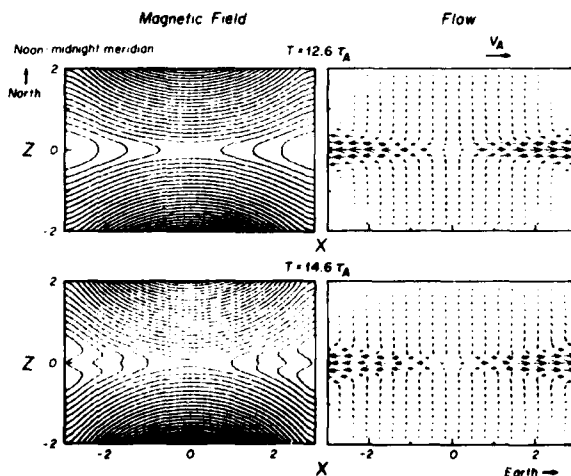 Magnetic Field
Flow
Noon-midnight meridian
T = 12.6 τA
VA
North
2
0
-2
Z
X
T = 14.6 τA
2
0
-2
Z
-2 0 2
-2 0 2
X
Earth